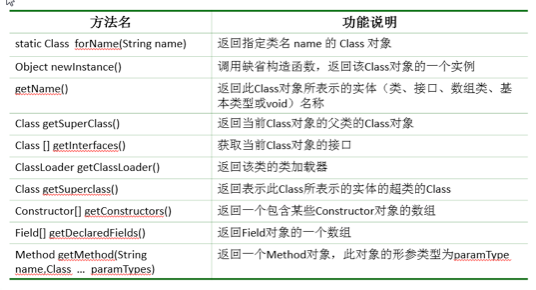 方法名 功能说明
static Class forName(String name) 返回指定类名 name 的 Class 对象
Object newInstance() 调用缺省构造函数，返回该Class对象的一个实例
getName() 返回此Class对象所表示的实体（类、接口、数组类、基
本类型或void）名称
Class getSuperClass() 返回当前Class对象的父类的Class对象
Class [] getInterfaces() 获取当前Class对象的接口
ClassLoader getClassLoader() 返回该类的类加载器
Class getSuperclass() 返回表示此Class所表示的实体的超类的Class
Constructor[] getConstructors() 返回一个包含某些Constructor对象的数组
Field[] getDeclaredFields() 返回Field对象的一个数组
Method getMethod(String 返回一个Method对象，此对象的形参类型为paramType
name,Class … paramTypes)